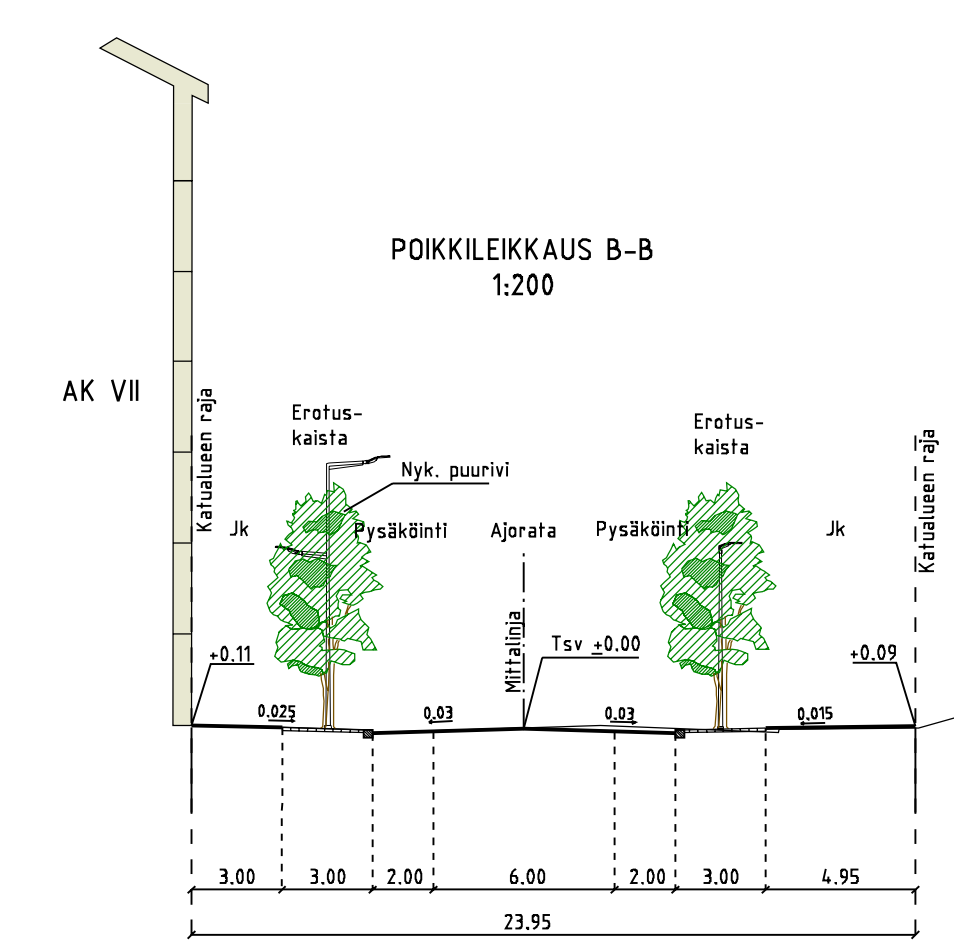 POIKKILEIKKAUS B-B
1:200
AK VII
Katualueen raja
Erotus-
kaista
Erotus-
kaista
Katualueen raja
Nyk. puurivi
Jk
Pysäköinti
Ajorata
Pysäköinti
Jk
Mittalinja
+0.11
Tsv ±0.00
+0.09
0.025
0.03
0.03
0.015
3.00
3.00
2.00
6.00
2.00
3.00
4.95
23.95